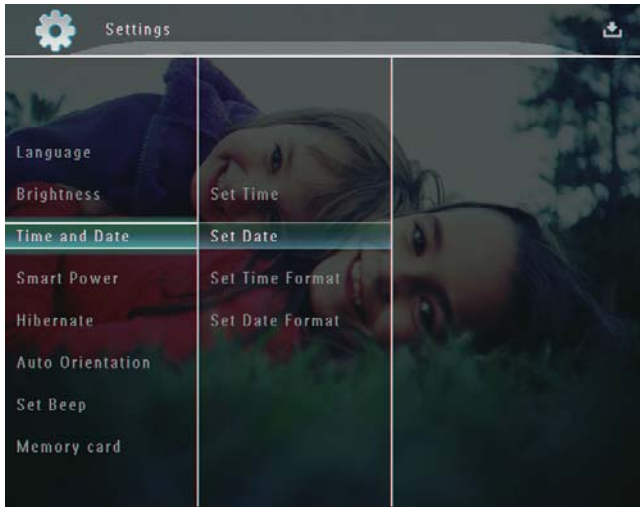 Settings
Language
Brightness
Time and Date
Smart Power
Hibernate
Auto Orientation
Set Beep
Memory card
Set Time
Set Date
Set Time Format
Set Date Format